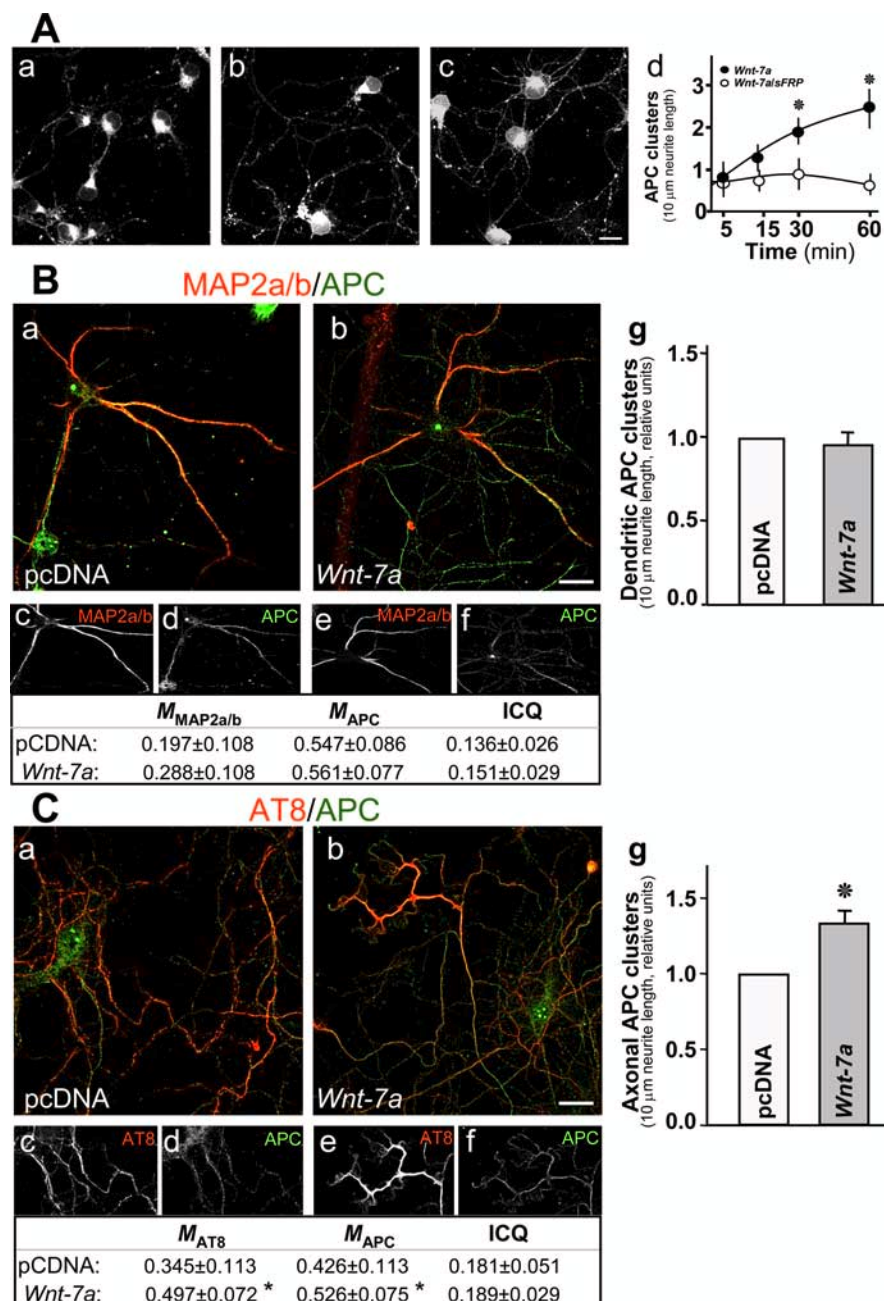 A
a
b
c
d
Wnt-7a
Wnt-7a/sFRP
APC clusters
(10 μm neurite length)
3
2
1
0
*
*
5 15 30 60
Time (min)
B
MAP2a/b/APC
a
pcDNA
b
Wnt-7a
c MAP2a/b
d APC
e MAP2a/b
f APC
M MAP2a/b M APC ICQ
pCDNA: 0.197±0.108 0.547±0.086 0.136±0.026
Wnt-7a: 0.288±0.108 0.561±0.077 0.151±0.029
g
Dendritic APC clusters
(10 μm neurite length, relative units)
1.5
1.0
0.5
0.0
pcDNA
Wnt-7a
C
AT8/APC
a
pcDNA
b
Wnt-7a
c AT8
d APC
e AT8
f APC
M AT8 M APC ICQ
pCDNA: 0.345±0.113 0.426±0.113 0.181±0.051
Wnt-7a: 0.497±0.072 * 0.526±0.075 * 0.189±0.029
g
Axonal APC clusters
(10 μm neurite length, relative units)
1.5
1.0
0.5
0.0
*
pcDNA
Wnt-7a